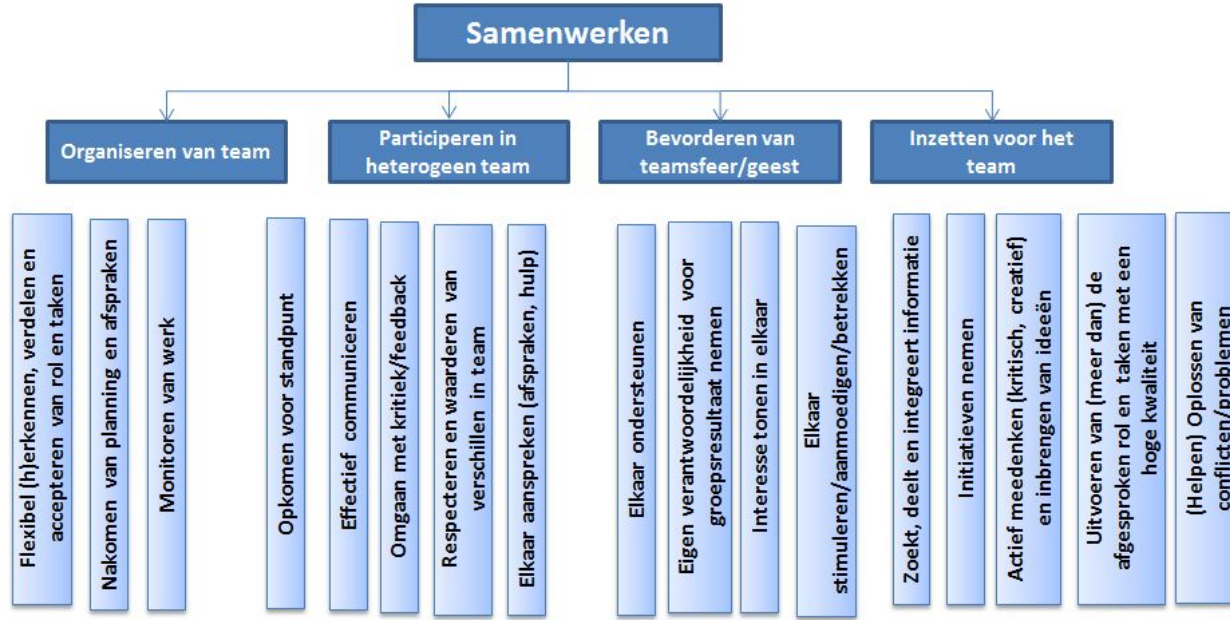 Samenwerken
Organiseren van team
Participeren in
heterogeen team
Bevorderen van
teamsfeer/geest
Inzetten voor het
team
Flexibel (h)erkennen, verdelen en
accepteren van rol en taken
Nakomen van planning en afspraken
Monitoren van werk
Opkomen voor standpunt
Effectief communiceren
Omgaan met kritiek/feedback
Respecteren en waarderen van
verschillen in team
Elkaar aanspreken (afspraken, hulp)
Elkaar ondersteunen
Eigen verantwoordelijkheid voor
groepsresultaat nemen
Interesse tonen in elkaar
Elkaar
stimuleren/aanmoedigen/betrekken
Zoekt, deelt en integreert informatie
Initiatieven nemen
Actief meedenken (kritisch, creatief)
en inbrengen van ideeën
Uitvoeren van (meer dan) de
afgesproken rol en taken met een
hoge kwaliteit
(Helpen) Oplossen van
conflicten/problemen